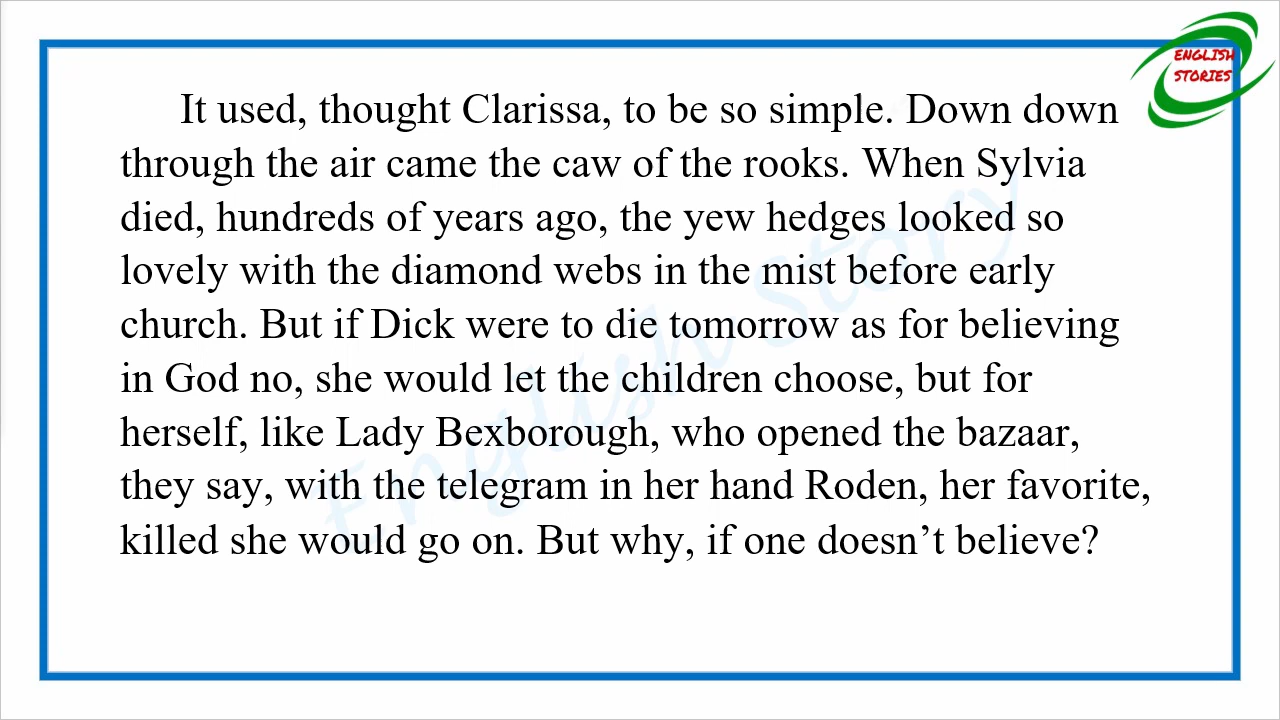 ENGLISH
STORIES
It used, thought Clarissa, to be so simple. Down down
through the air came the caw of the rooks. When Sylvia
died, hundreds of years ago, the yew hedges looked so
lovely with the diamond webs in the mist before early
church. But if Dick were to die tomorrow as for believing
in God no, she would let the children choose, but for
herself, like Lady Bexborough, who opened the bazaar,
they say, with the telegram in her hand Roden, her favorite,
killed she would go on. But why, if one doesn’t believe?
English Story